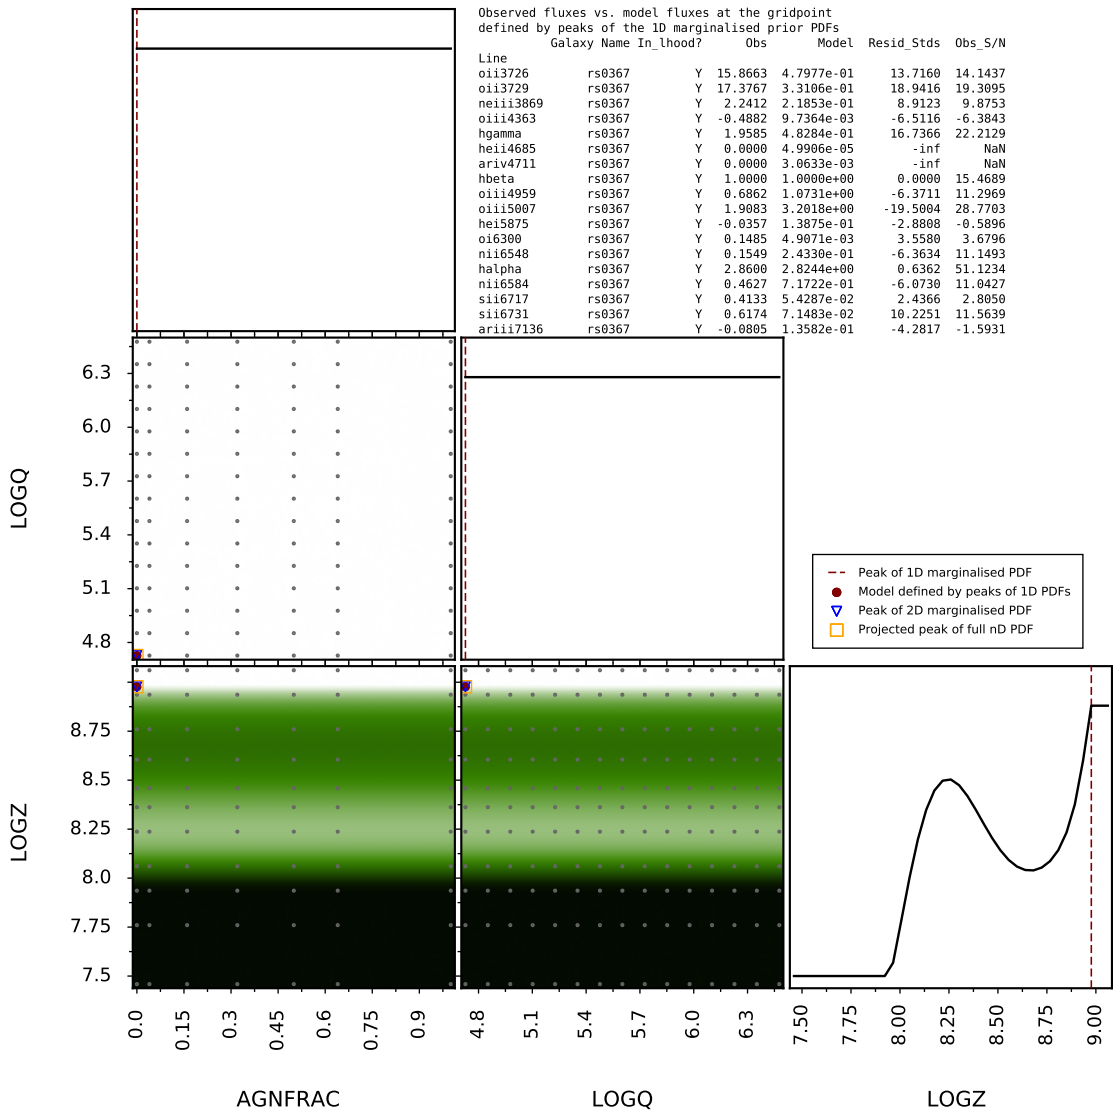 Observed fluxes vs. model fluxes at the gridpoint
defined by peaks of the 1D marginalised prior PDFs
Galaxy Name In_lhood? Obs Model Resid_Stds Obs_S/N
Line
oii3726 rs0367 Y 15.8663 4.7977e-01 13.7160 14.1437
oii3729 rs0367 Y 17.3767 3.3106e-01 18.9416 19.3095
neiii3869 rs0367 Y 2.2412 2.1853e-01 8.9123 9.8753
oiii4363 rs0367 Y -0.4882 9.7364e-03 -6.5116 -6.3843
hgamma rs0367 Y 1.9585 4.8284e-01 16.7366 22.2129
heii4685 rs0367 Y 0.0000 4.9906e-05 -inf NaN
ariv4711 rs0367 Y 0.0000 3.0633e-03 -inf NaN
hbeta rs0367 Y 1.0000 1.0000e+00 0.0000 15.4689
oiii4959 rs0367 Y 0.6862 1.0731e+00 -6.3711 11.2969
oiii5007 rs0367 Y 1.9083 3.2018e+00 -19.5004 28.7703
hei5875 rs0367 Y -0.0357 1.3875e-01 -2.8808 -0.5896
oi6300 rs0367 Y 0.1485 4.9071e-03 3.5580 3.6796
nii6548 rs0367 Y 0.1549 2.4330e-01 -6.3634 11.1493
halpha rs0367 Y 2.8600 2.8244e+00 0.6362 51.1234
nii6584 rs0367 Y 0.4627 7.1722e-01 -6.0730 11.0427
sii6717 rs0367 Y 0.4133 5.4287e-02 2.4366 2.8050
sii6731 rs0367 Y 0.6174 7.1483e-02 10.2251 11.5639
ariii7136 rs0367 Y -0.0805 1.3582e-01 -4.2817 -1.5931
6.3
6.0
5.7
5.4
5.1
4.8
LOGQ
Peak of 1D marginalised PDF
Model defined by peaks of 1D PDFs
Peak of 2D marginalised PDF
Projected peak of full nD PDF
8.75
8.5
8.25
8.0
7.75
7.5
LOGZ
0.0 0.15 0.3 0.45 0.6 0.75 0.9
4.8 5.1 5.4 5.7 6.0 6.3
7.50 7.75 8.00 8.25 8.50 8.75 9.00
AGNFRAC LOGQ LOGZ